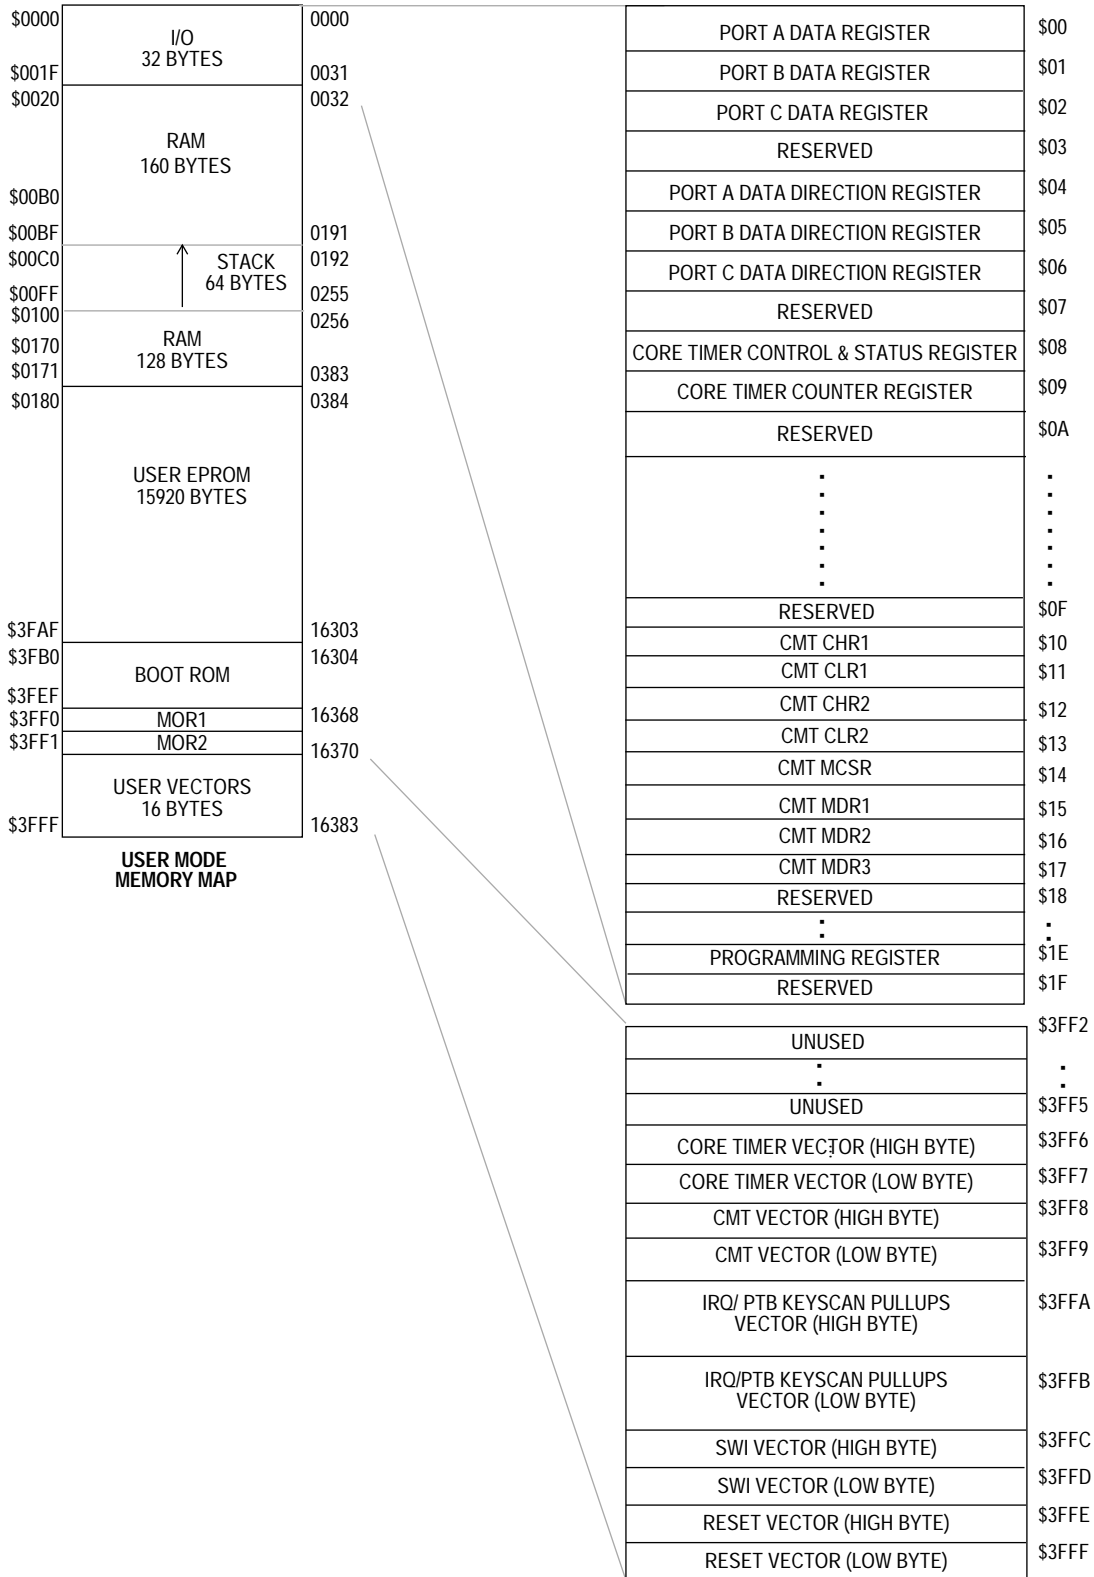 $0000
I/O
32 BYTES
0000
$001F
0031
$0020
0032
RAM
160 BYTES
$00B0
$00BF
0191
$00C0
STACK
64 BYTES
0192
$00FF
0255
$0100
0256
RAM
128 BYTES
$0170
$0171
0383
$0180
0384
USER EPROM
15920 BYTES
$3FAF
16303
$3FB0
16304
BOOT ROM
$3FEF
$3FF0
MOR1
16368
$3FF1
MOR2
16370
USER VECTORS
16 BYTES
$3FFF
16383
USER MODE
MEMORY MAP
PORT A DATA REGISTER $00
PORT B DATA REGISTER $01
PORT C DATA REGISTER $02
RESERVED $03
PORT A DATA DIRECTION REGISTER $04
PORT B DATA DIRECTION REGISTER $05
PORT C DATA DIRECTION REGISTER $06
RESERVED $07
CORE TIMER CONTROL & STATUS REGISTER $08
CORE TIMER COUNTER REGISTER $09
RESERVED $0A
RESERVED $0F
CMT CHR1 $10
CMT CLR1 $11
CMT CHR2 $12
CMT CLR2 $13
CMT MCSR $14
CMT MDR1 $15
CMT MDR2 $16
CMT MDR3 $17
RESERVED $18
PROGRAMMING REGISTER $1E
RESERVED $1F
UNUSED $3FF2
UNUSED $3FF5
CORE TIMER VECTOR (HIGH BYTE) $3FF6
CORE TIMER VECTOR (LOW BYTE) $3FF7
CMT VECTOR (HIGH BYTE) $3FF8
CMT VECTOR (LOW BYTE) $3FF9
IRQ/ PTB KEYSCAN PULLUPS $3FFA
VECTOR (HIGH BYTE)
IRQ/PTB KEYSCAN PULLUPS $3FFB
VECTOR (LOW BYTE)
SWI VECTOR (HIGH BYTE) $3FFC
SWI VECTOR (LOW BYTE) $3FFD
RESET VECTOR (HIGH BYTE) $3FFE
RESET VECTOR (LOW BYTE) $3FFF